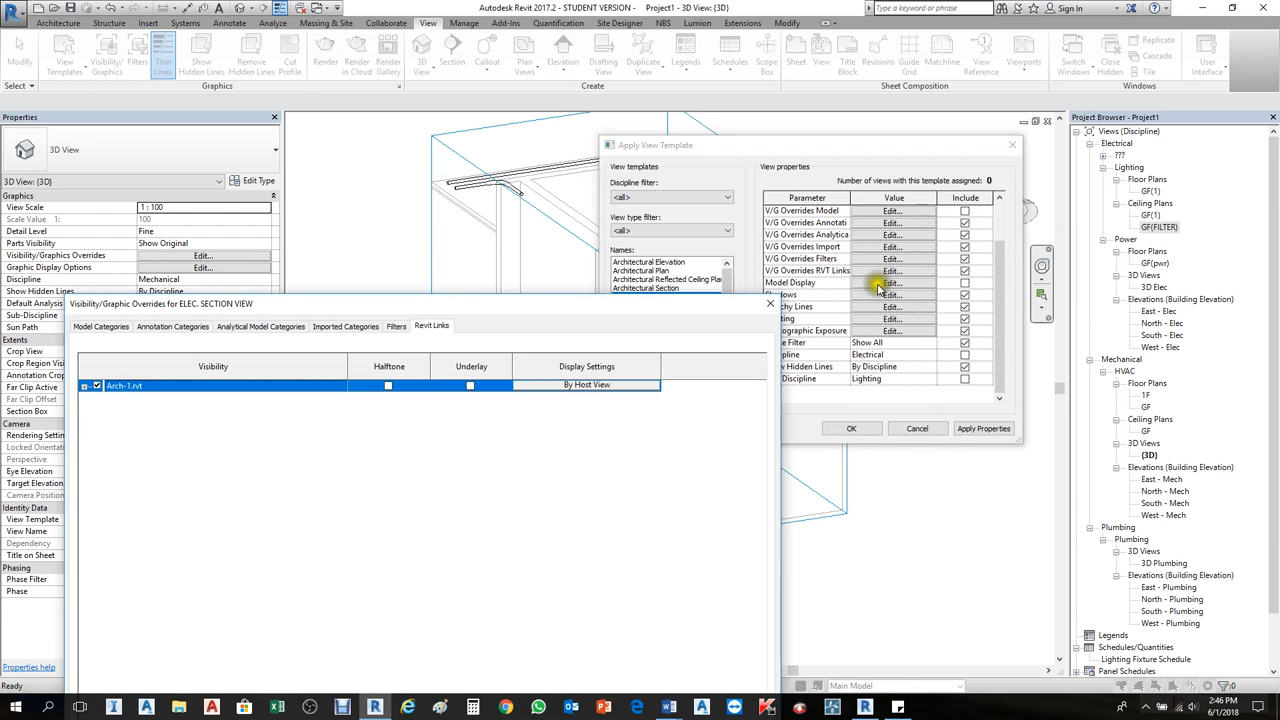 Autodesk Revit 2017.2 - STUDENT VERSION - Project1 - 3D View: {3D}
Type a keyword or phrase
Sign In
Architecture Structure Insert Systems Annotate Analyze Massing & Site Collaborate View Manage Add-Ins Quantification Site Designer NBS Lumion Extensions Modify
Modify
View Templates
Visibility/ Graphics
Filters
Thin Lines
Show Hidden Lines
Remove Hidden Lines
Cut Profile
Render
Render in Cloud
Render Gallery
3D View
Section
Callout
Plan Views
Elevation
Drafting View
Duplicate View
Legends
Schedules
Scope Box
Sheet
View
Title Block
Revisions
Guide Grid
Matchline
View Reference
Viewports
Switch Windows
Close Hidden
Replicate
Cascade
Tile
User Interface
Select
Graphics
Create
Sheet Composition
Windows
Properties
3D View
3D View: {3D}
Edit Type
Graphics
View Scale 1 : 100
Scale Value 1: 100
Detail Level Fine
Parts Visibility Show Original
Visibility/Graphics Overrides Edit...
Graphic Display Options Edit...
Discipline Mechanical
Show Hidden Lines By Discipline
Default Analysis
Sub-Discipline
Sun Path
Extents
Crop View
Crop Region Visi
Annotation Crop
Far Clip Active
Far Clip Offset
Section Box
Camera
Rendering Setti
Locked Orientati
Perspective
Eye Elevation
Target Elevation
Camera Position
Identity Data
View Template
View Name
Dependency
Title on Sheet
Phasing
Phase Filter
Phase
Properties help
Ready
Apply View Template
View templates
Discipline filter:
<all>
View type filter:
<all>
Names:
Architectural Elevation
Architectural Plan
Architectural Reflected Ceiling Plan
Architectural Section
View properties
Number of views with this template assigned: 0
Parameter Value Include
V/G Overrides Model Edit...
V/G Overrides Annotati Edit...
V/G Overrides Analytica Edit...
V/G Overrides Import Edit...
V/G Overrides Filters Edit...
V/G Overrides RVT Links Edit...
Model Display Edit...
Edit...
Edit...
Edit...
Edit...
Show All
Electrical
By Discipline
Lighting
OK Cancel Apply Properties
Visibility/Graphic Overrides for ELEC. SECTION VIEW
Model Categories Annotation Categories Analytical Model Categories Imported Categories Filters Revit Links
Visibility Halftone Underlay Display Settings
Arch-1.rvt By Host View
Project Browser - Project1
Views (Discipline)
Electrical
???
Lighting
Floor Plans
GF(1)
Ceiling Plans
GF(1)
GF(FILTER)
Power
Floor Plans
GF(pwr)
3D Views
3D Elec
Elevations (Building Elevation)
East - Elec
North - Elec
South - Elec
West - Elec
Mechanical
HVAC
Floor Plans
1F
GF
Ceiling Plans
GF
3D Views
{3D}
Elevations (Building Elevation)
East - Mech
North - Mech
South - Mech
West - Mech
Plumbing
Plumbing
3D Views
3D Plumbing
Elevations (Building Elevation)
East - Plumbing
North - Plumbing
South - Plumbing
West - Plumbing
Legends
Schedules/Quantities
Lighting Fixture Schedule
Panel Schedules
Main Model
:0
2:46 PM
6/1/2018